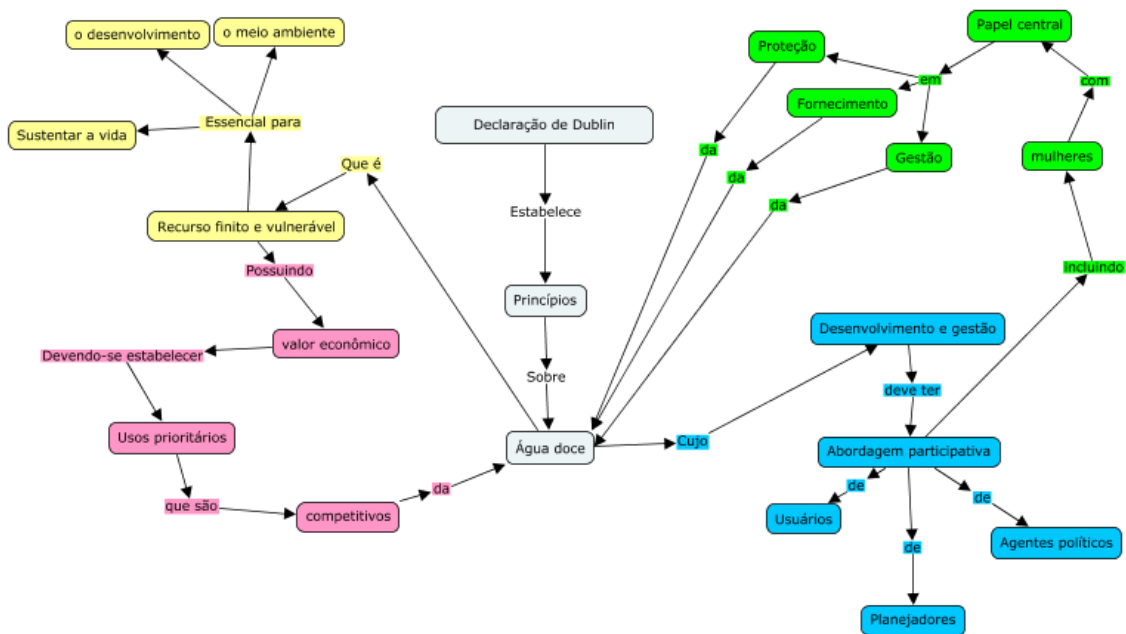 o desenvolvimento
o meio ambiente
Essencial para
Sustentar a vida
Que é
Recurso finito e vulnerável
Possuindo
valor econômico
Devendo-se estabelecer
Usos prioritários
que são
competitivos
da
Declaração de Dublin
Estabelece
Princípios
Sobre
Água doce
Papel central
Proteção
em
com
Fornecimento
Gestão
mulheres
da
da
da
incluindo
Desenvolvimento e gestão
deve ter
Cujo
Abordagem participativa
de
de
Usuários
de
Agentes políticos
Planejadores